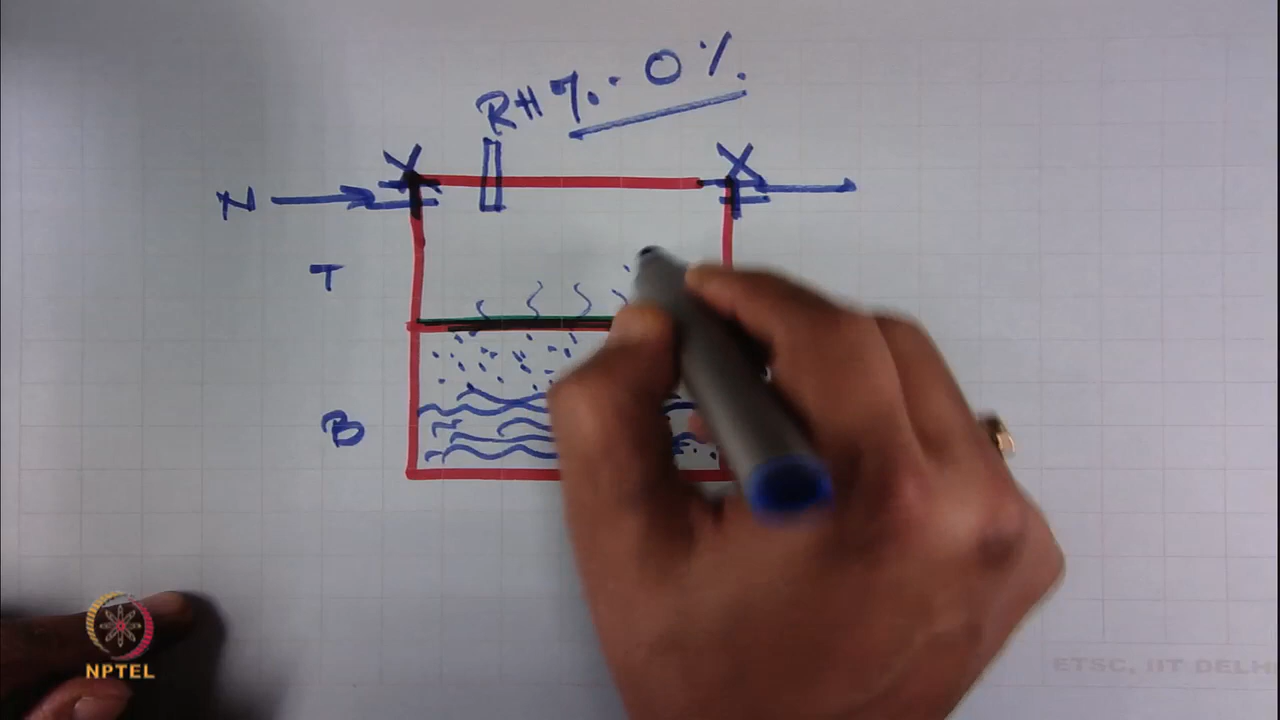 RH %. 0 %.
N
T
B
NPTEL
ETSC, IIT DELHI